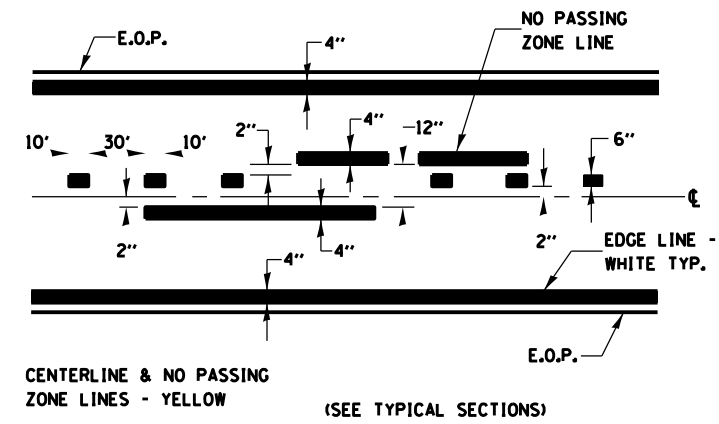 NO PASSING
ZONE LINE
E.O.P.
4"
4"
12"
2"
10'
30'
10'
6"
℄
2"
4"
2"
4"
EDGE LINE -
WHITE TYP.
E.O.P.
CENTERLINE & NO PASSING
ZONE LINES - YELLOW
(SEE TYPICAL SECTIONS)